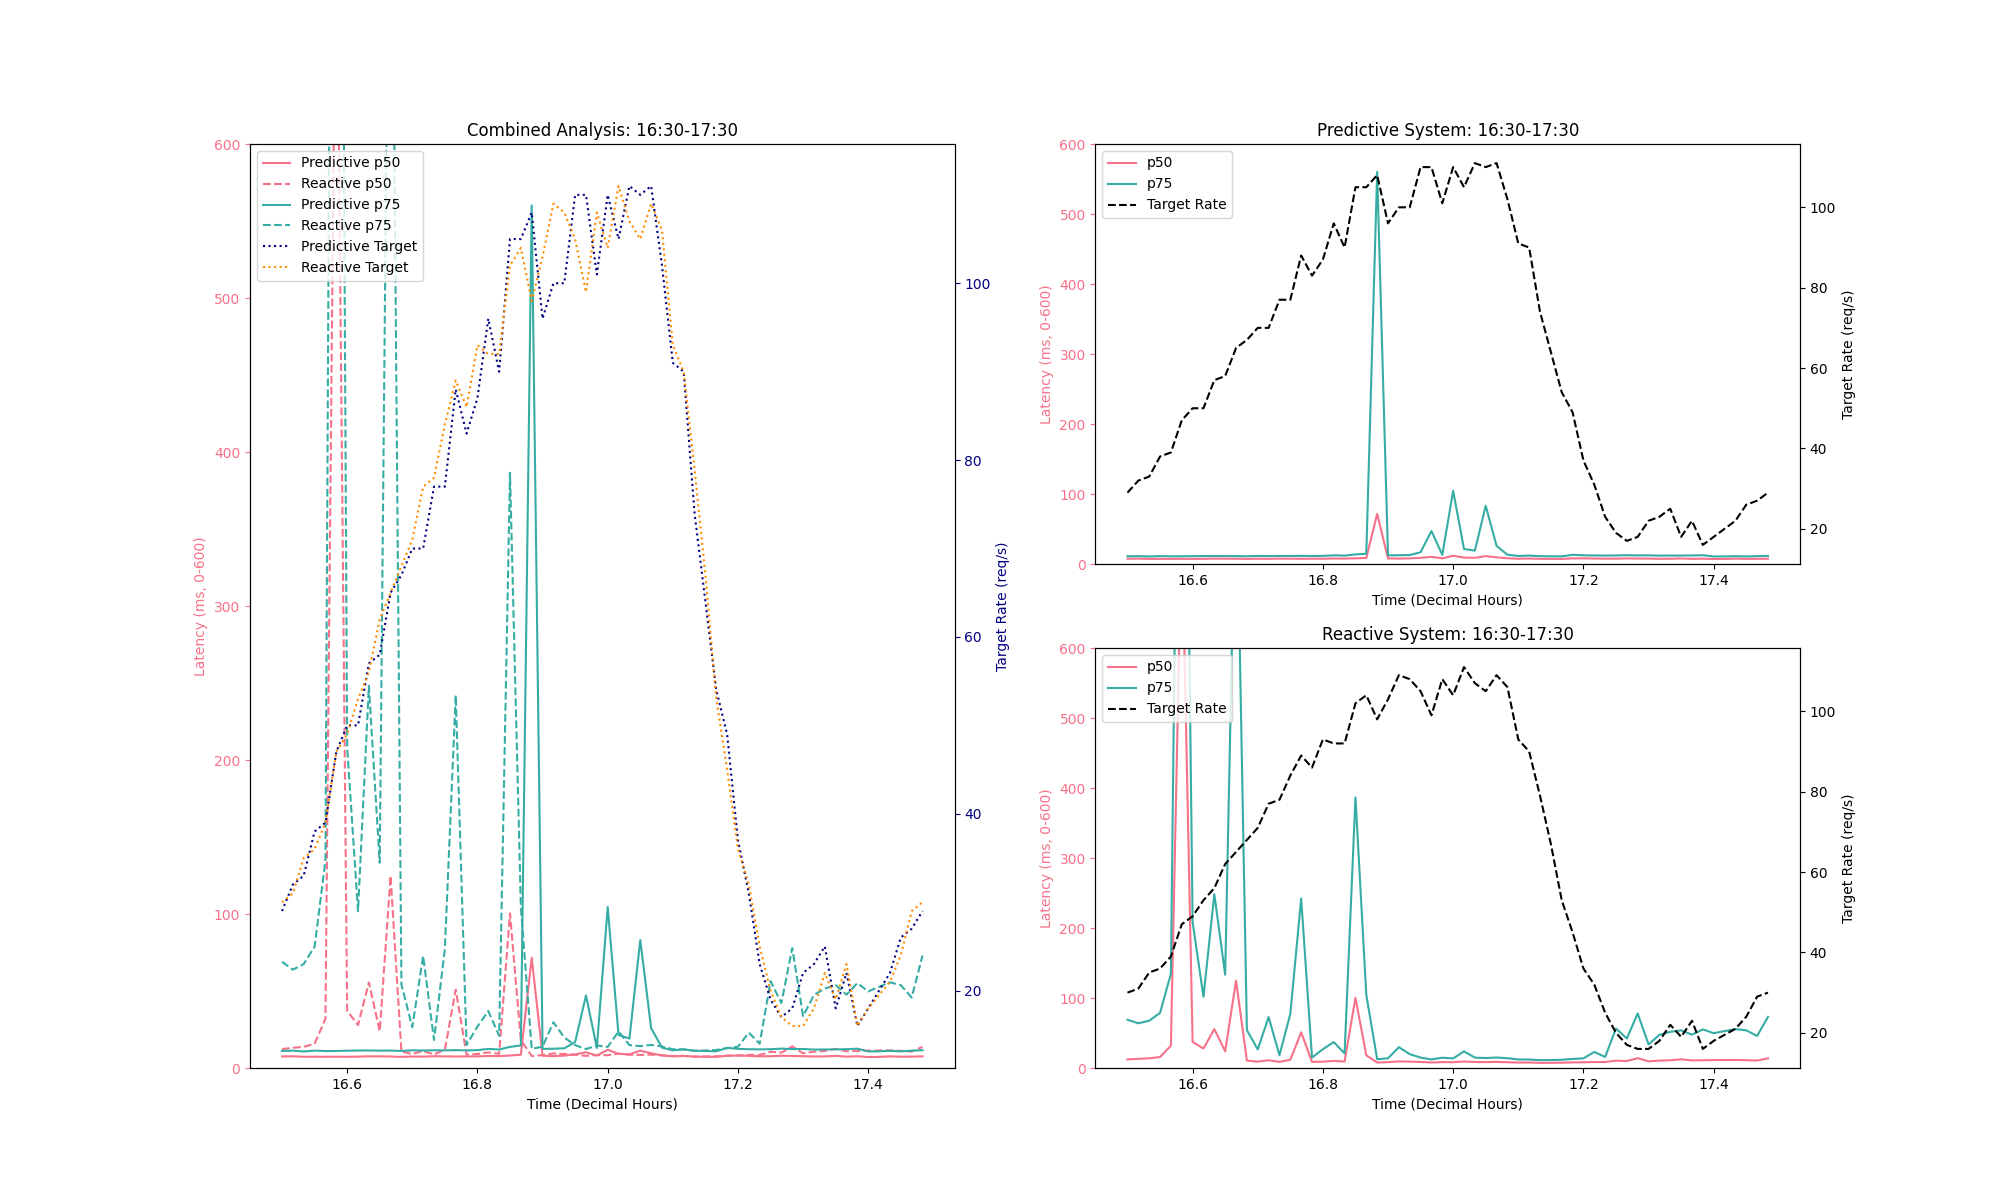 Combined Analysis: 16:30-17:30
600
500
400
300
200
100
0
Latency (ms, 0-600)
Predictive p50
Reactive p50
Predictive p75
Reactive p75
Predictive Target
Reactive Target
100
80
60
40
20
Target Rate (req/s)
16.6 16.8 17.0 17.2 17.4
Time (Decimal Hours)
Predictive System: 16:30-17:30
600
500
400
300
200
100
0
Latency (ms, 0-600)
p50
p75
Target Rate
100
80
60
40
20
Target Rate (req/s)
16.6 16.8 17.0 17.2 17.4
Time (Decimal Hours)
Reactive System: 16:30-17:30
600
500
400
300
200
100
0
Latency (ms, 0-600)
p50
p75
Target Rate
100
80
60
40
20
Target Rate (req/s)
16.6 16.8 17.0 17.2 17.4
Time (Decimal Hours)